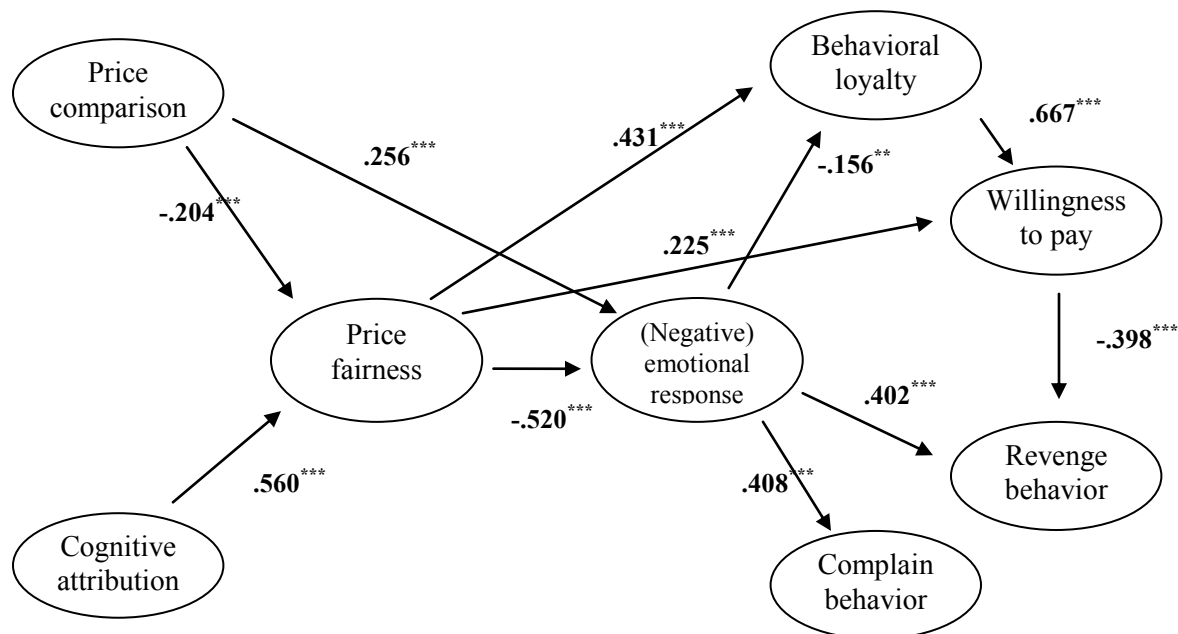 Behavioral
loyalty
Price
comparison
.667***
.431***
.256***
-.156**
Willingness
to pay
-.204***
.225***
Price
fairness
(Negative)
emotional
response
-.398***
.402***
-.520***
Revenge
behavior
.560***
.408***
Cognitive
attribution
Complain
behavior